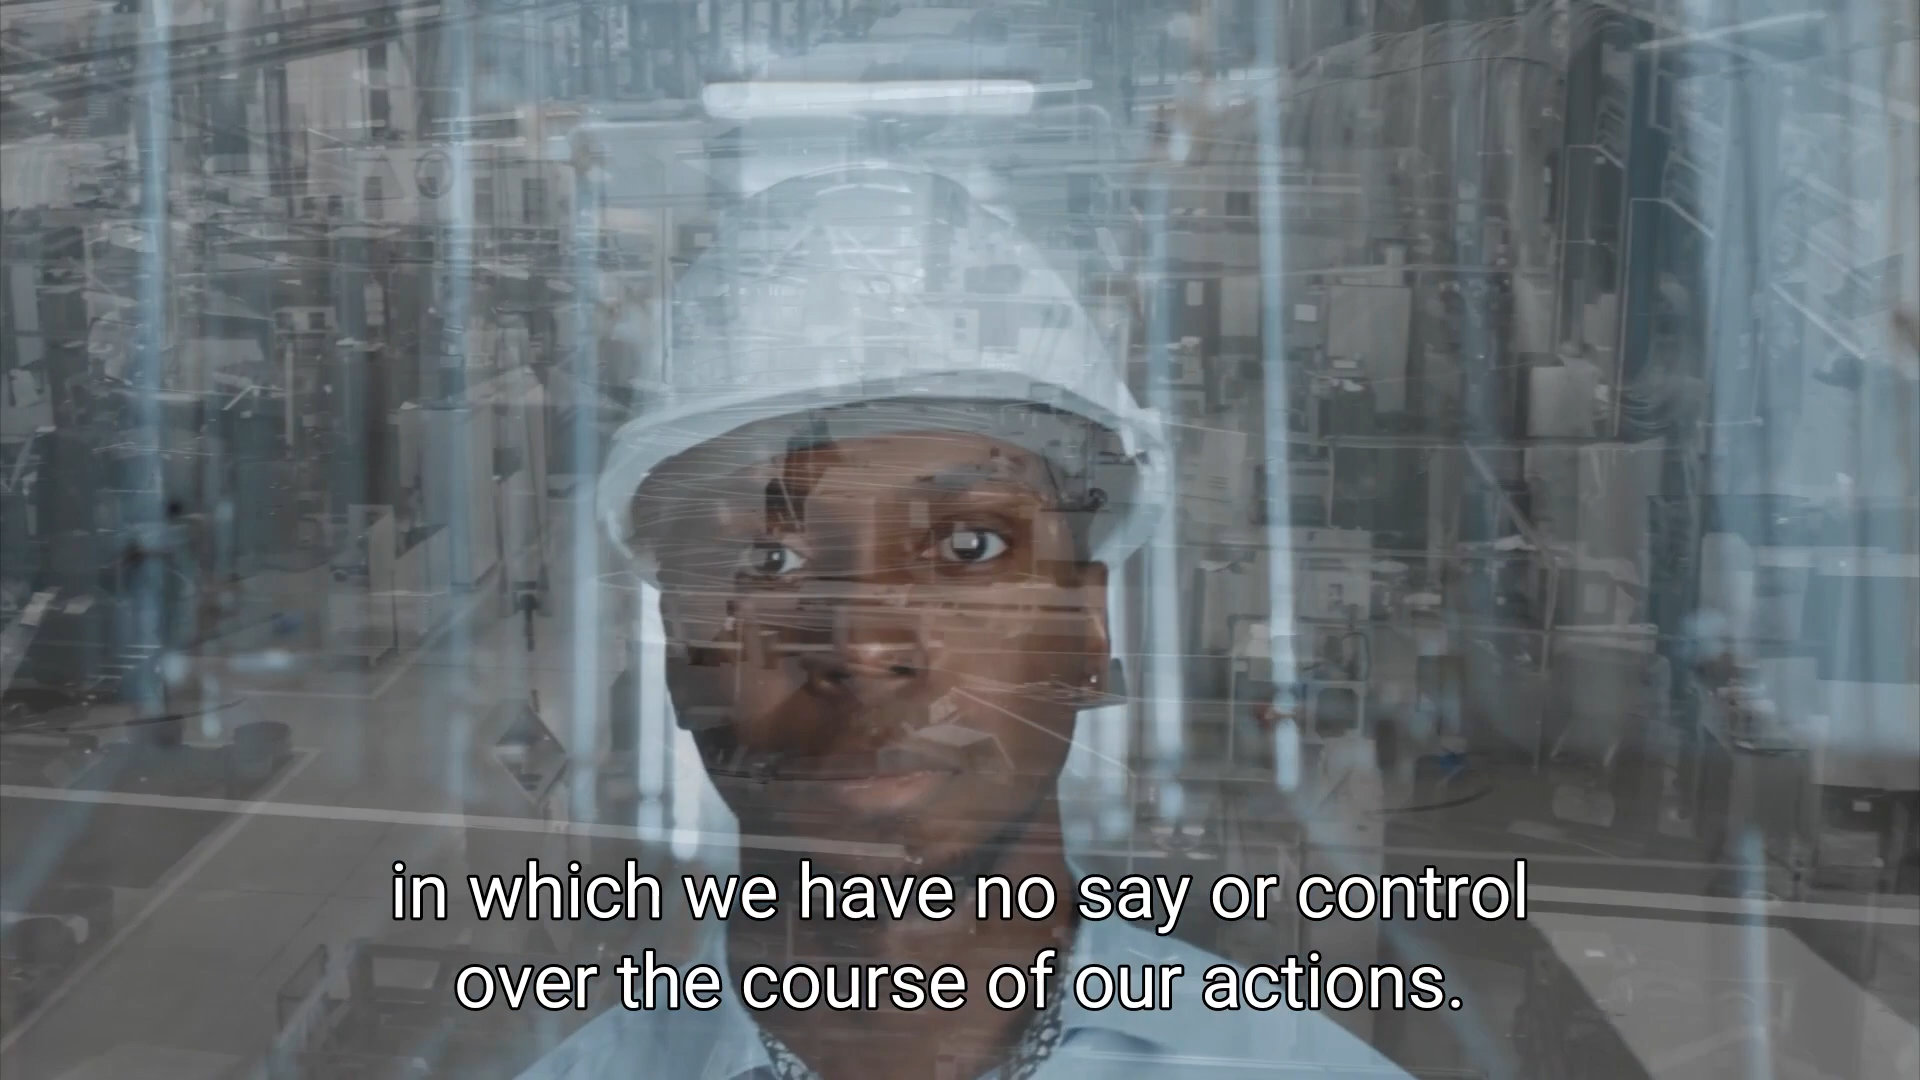 in which we have no say or control
over the course of our actions.